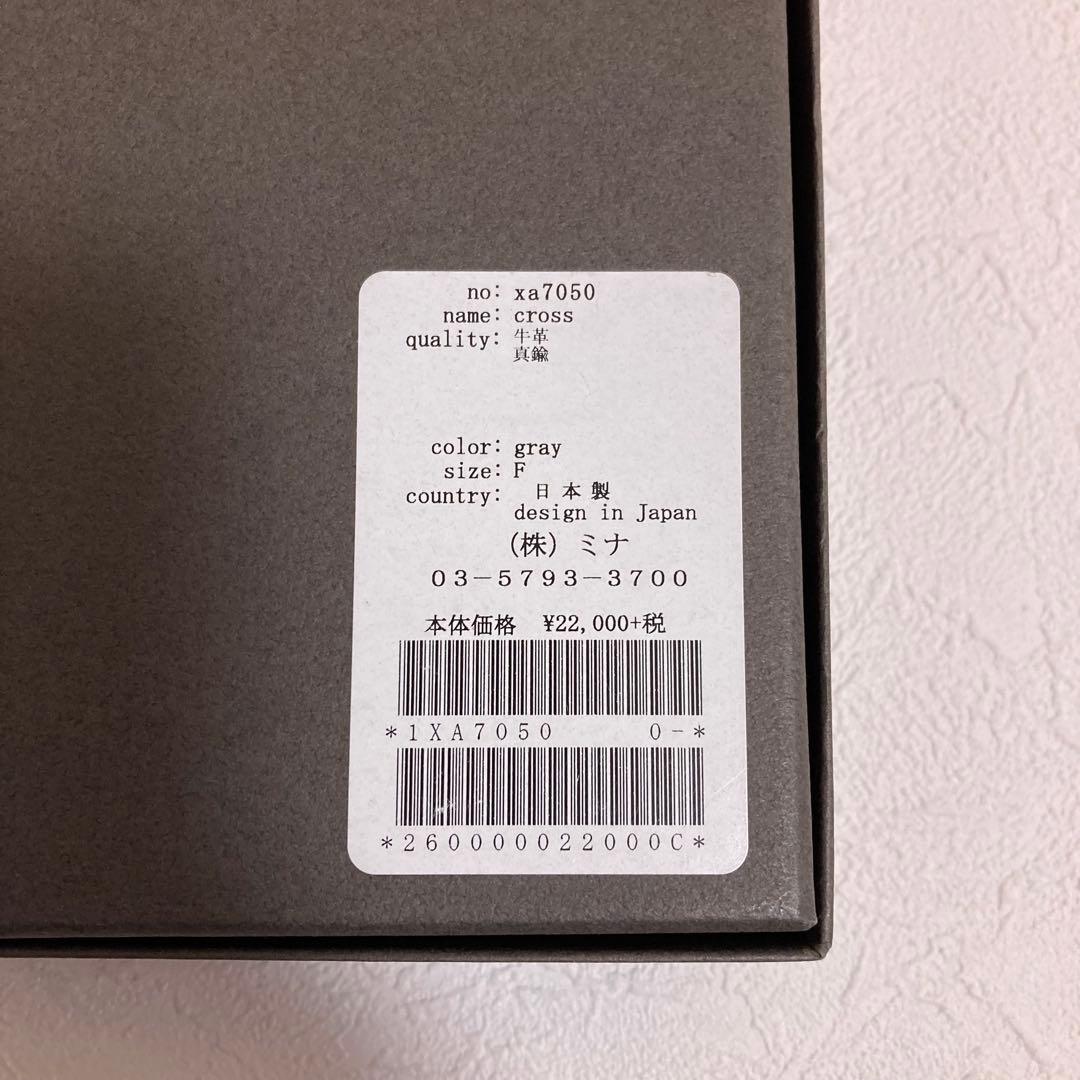 no: xa7050
name: cross
quality: 牛革
真鍮
color: gray
size: F
country: 日本製
design in Japan
(株) ミナ
03-5793-3700
本体価格 ¥22,000+税
*1XA7050 0-*
*260000022000C*